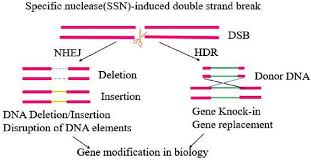 Specific nuclease(SSN)-induced double strand break
DSB
NHEJ
HDR
Deletion
Donor DNA
Insertion
DNA Deletion/Insertion
Disruption of DNA elements
Gene Knock-in
Gene replacement
Gene modification in biology